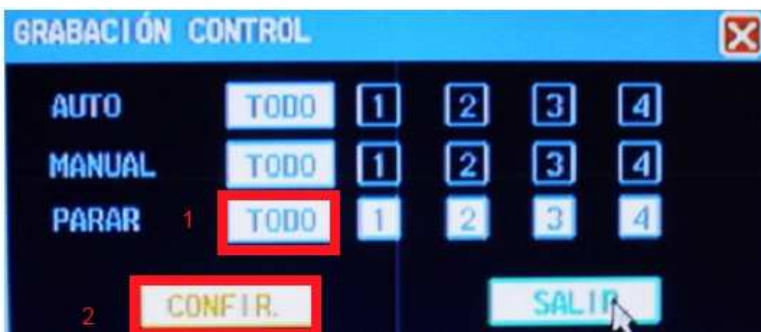 GRABACIÓN CONTROL
AUTO TODO 1 2 3 4
MANUAL TODO 1 2 3 4
PARAR 1 TODO 1 2 3 4
2 CONFIR. SALIR